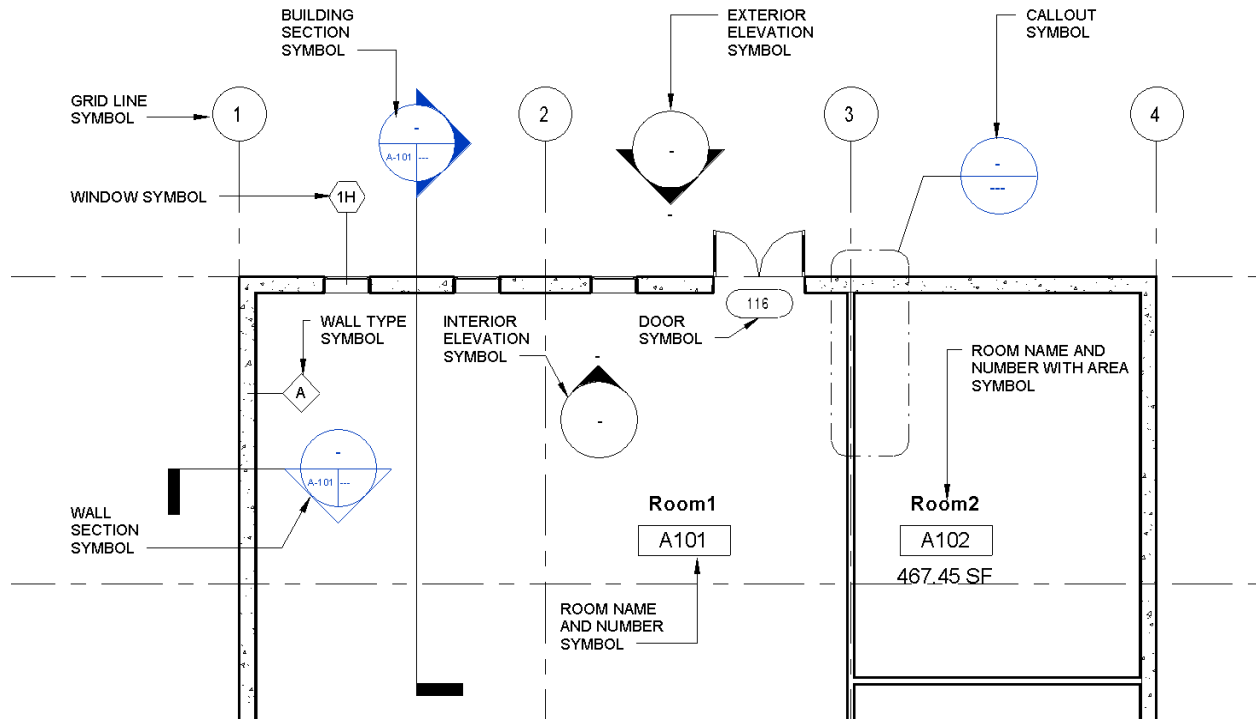 BUILDING
SECTION
SYMBOL
EXTERIOR
ELEVATION
SYMBOL
CALLOUT
SYMBOL
GRID LINE
SYMBOL
1
2
3
4
-
A-101 ---
-
-
-
---
WINDOW SYMBOL
1H
116
WALL TYPE
SYMBOL
INTERIOR
ELEVATION
SYMBOL
DOOR
SYMBOL
ROOM NAME AND
NUMBER WITH AREA
SYMBOL
A
-
-
-
A-101 ---
WALL
SECTION
SYMBOL
Room1
A101
Room2
A102
467.45 SF
ROOM NAME
AND NUMBER
SYMBOL